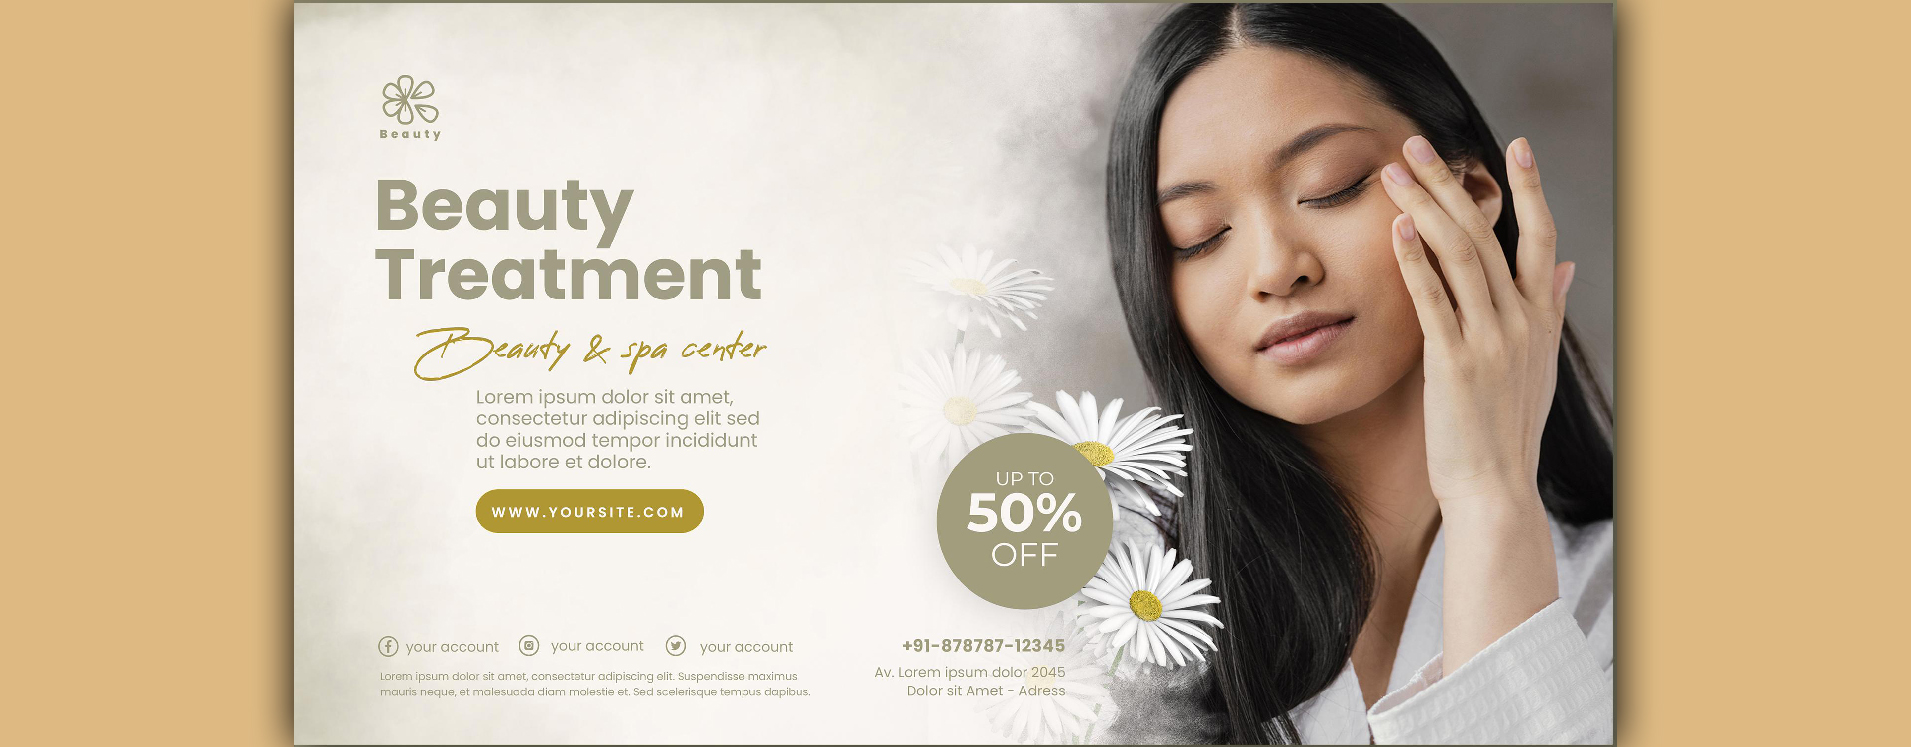 Beauty
Beauty
Treatment
Beauty & spa center
Lorem ipsum dolor sit amet,
consectetur adipiscing elit sed
do eiusmod tempor incididunt
ut labore et dolore.
WWW.YOURSITE.COM
UP TO
50%
OFF
your account your account your account
Lorem ipsum dolor sit amet, consectetur adipiscing elit. Suspendisse maximus
mauris neque, et malesuada diam molestie et. Sed scelerisque tempus dapibus.
+91-878787-12345
Av. Lorem ipsum dolor 2045
Dolor sit Amet - Adress